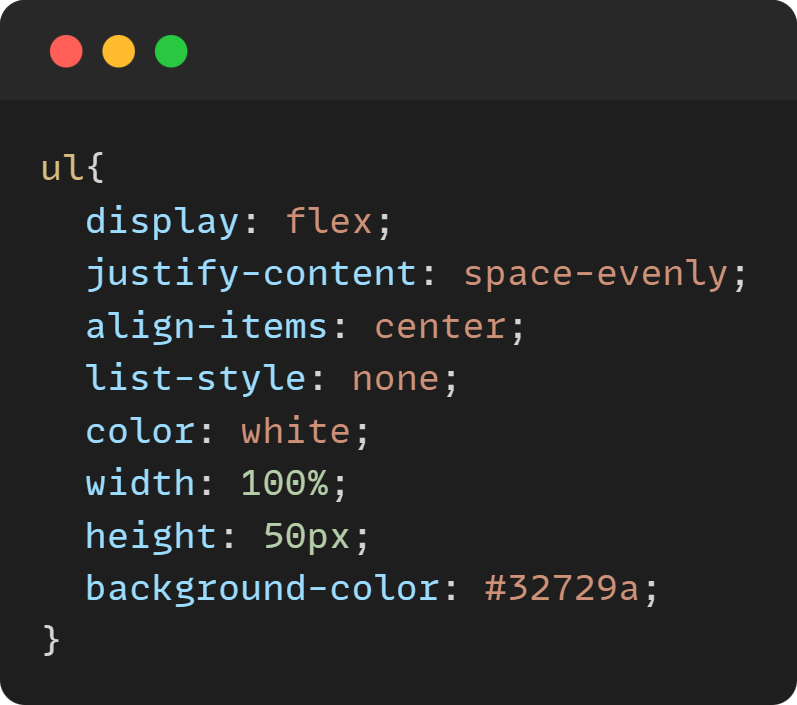 ul{
  display: flex;
  justify-content: space-evenly;
  align-items: center;
  list-style: none;
  color: white;
  width: 100%;
  height: 50px;
  background-color: #32729a;
}